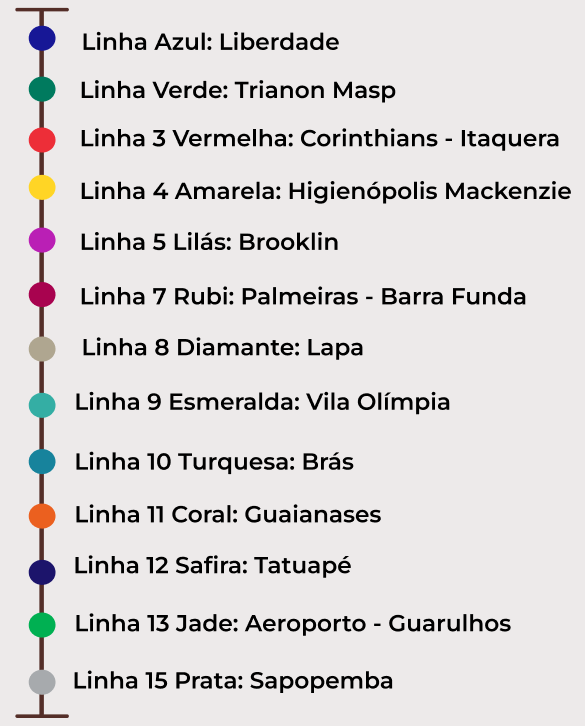 Linha Azul: Liberdade
Linha Verde: Trianon Masp
Linha 3 Vermelha: Corinthians - Itaquera
Linha 4 Amarela: Higienópolis Mackenzie
Linha 5 Lilás: Brooklin
Linha 7 Rubi: Palmeiras - Barra Funda
Linha 8 Diamante: Lapa
Linha 9 Esmeralda: Vila Olímpia
Linha 10 Turquesa: Brás
Linha 11 Coral: Guaianases
Linha 12 Safira: Tatuapé
Linha 13 Jade: Aeroporto - Guarulhos
Linha 15 Prata: Sapopemba